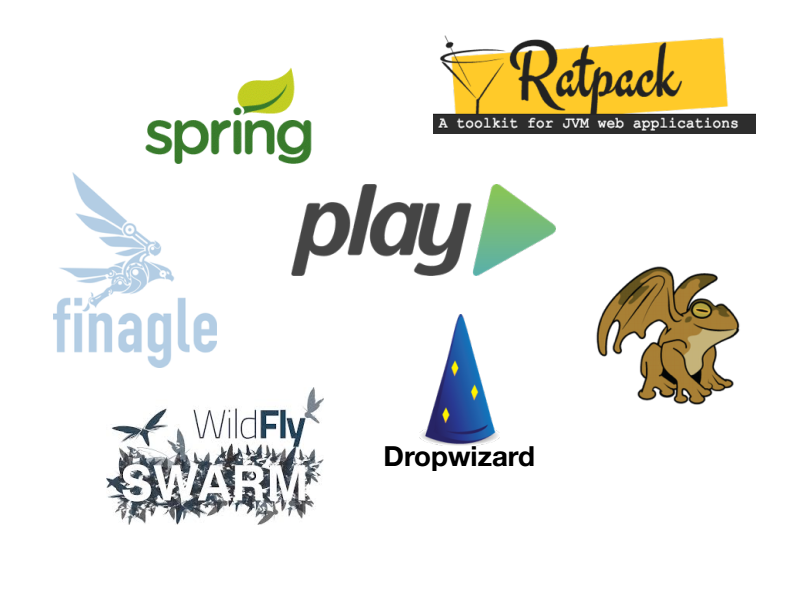 Ratpack
A toolkit for JVM web applications
spring
play
finagle
WildFly
SWARM
Dropwizard